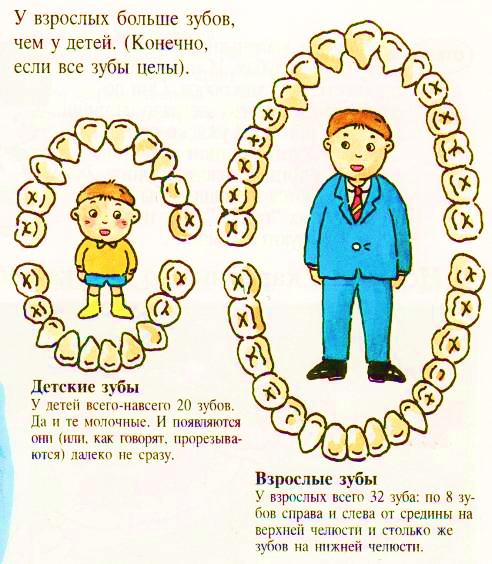 У взрослых больше зубов,
чем у детей. (Конечно,
если все зубы целы).
Детские зубы
У детей всего-навсего 20 зубов.
Да и те молочные. И появляются
они (или, как говорят, прорезыва-
ются) далеко не сразу.
Взрослые зубы
У взрослых всего 32 зуба: по 8 зу-
бов справа и слева от средины на
верхней челюсти и столько же
зубов на нижней челюсти.